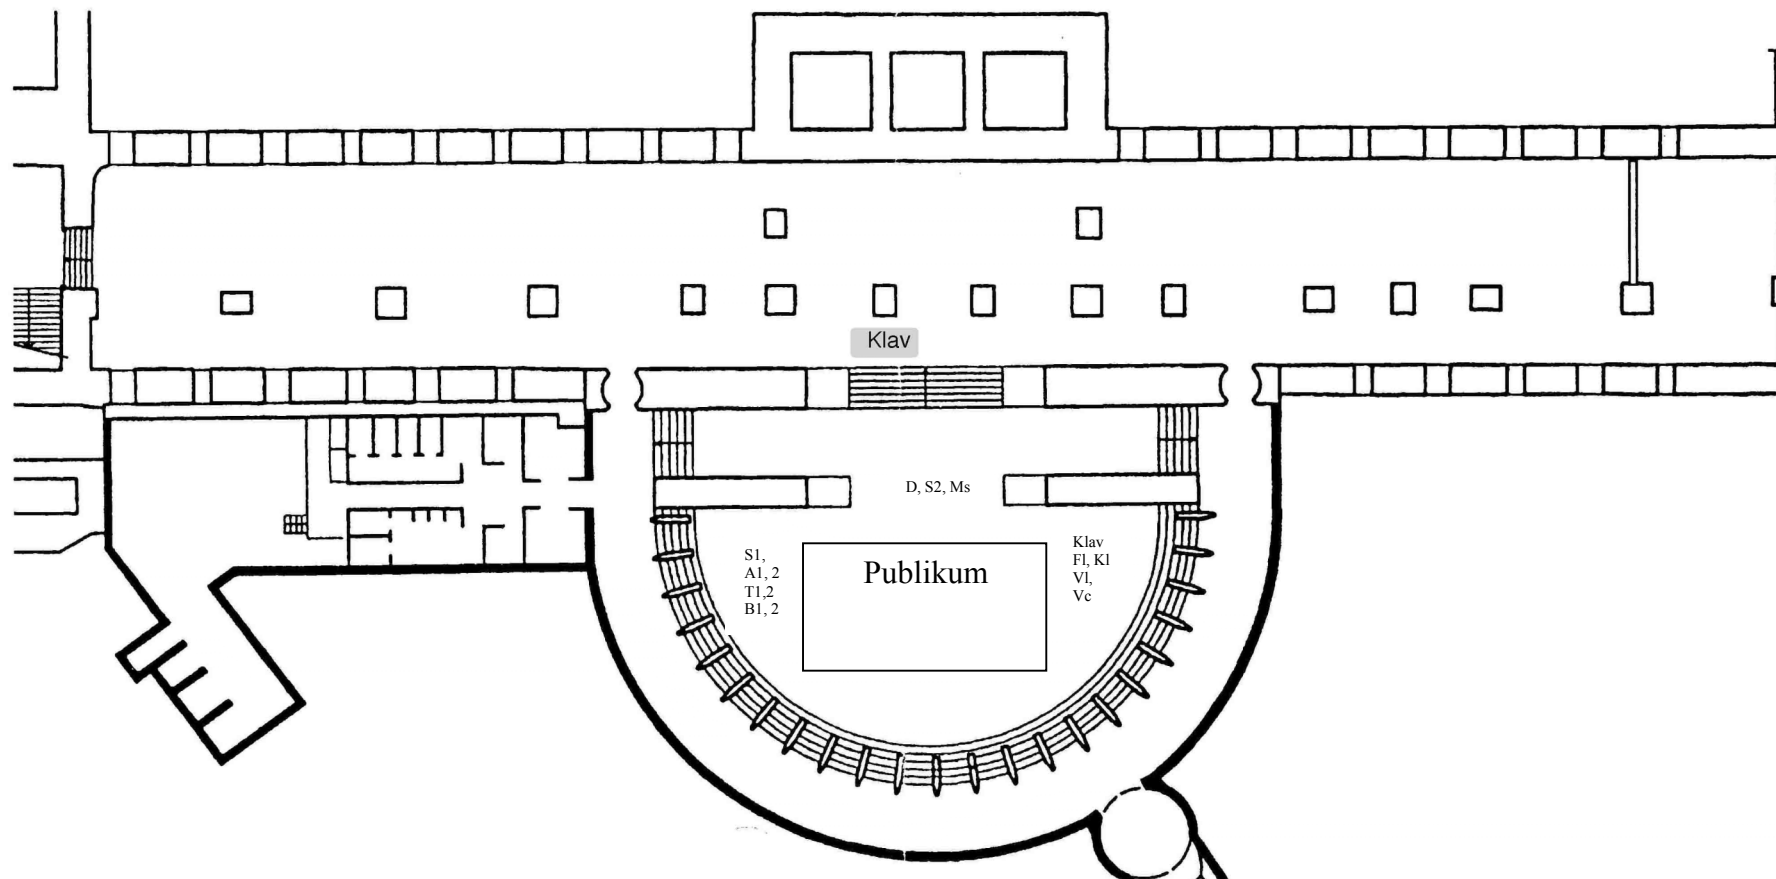 Klav
D, S2, Ms
S1,
A1, 2
T1,2
B1, 2
Publikum
Klav
Fl, Kl
Vl,
Vc